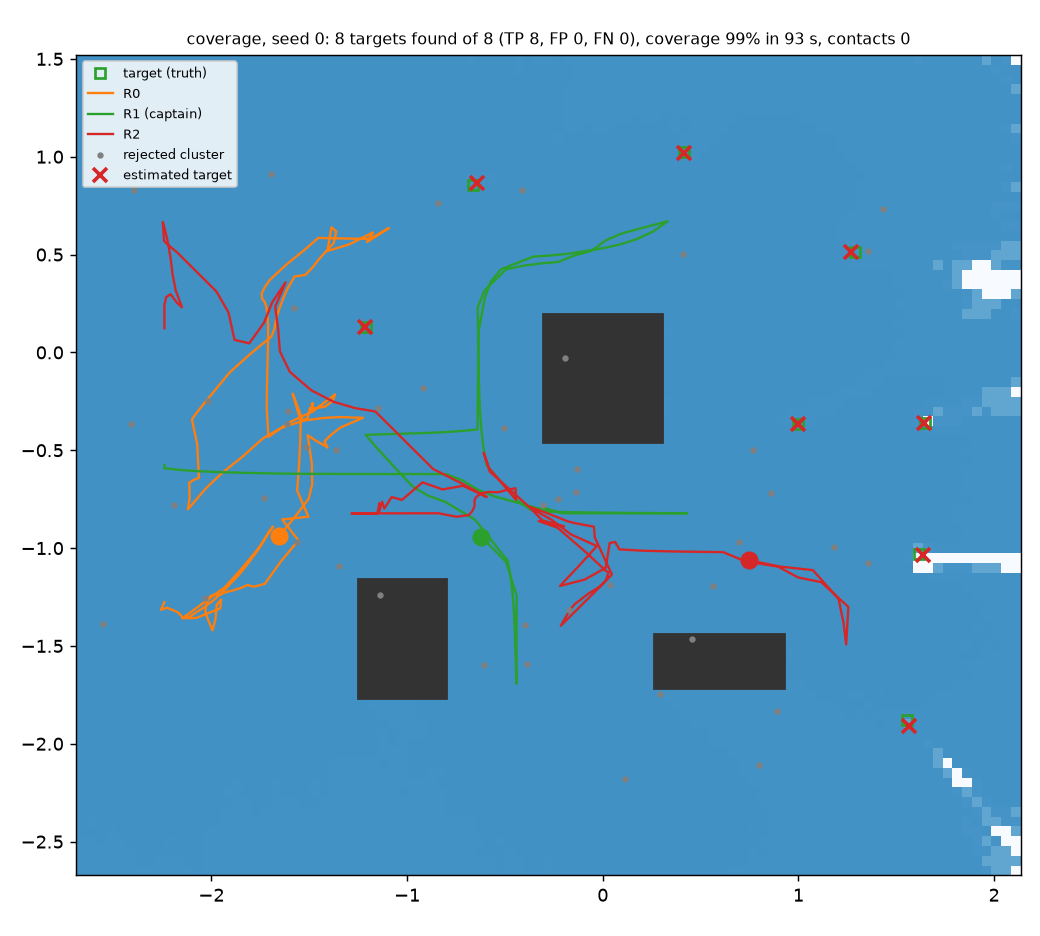 coverage, seed 0: 8 targets found of 8 (TP 8, FP 0, FN 0), coverage 99% in 93 s, contacts 0
target (truth)
R0
R1 (captain)
R2
rejected cluster
estimated target
1.5
1.0
0.5
0.0
−0.5
−1.0
−1.5
−2.0
−2.5
−2
−1
0
1
2